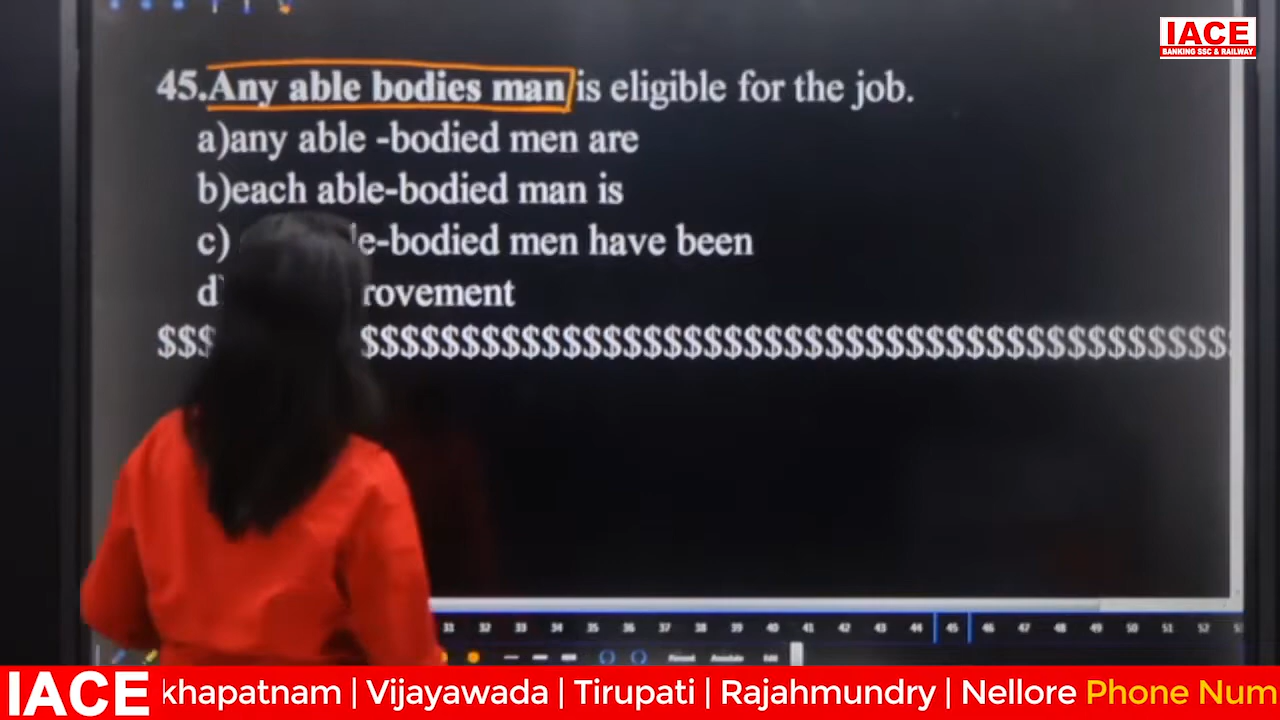 IACE
BANKING SSC & RAILWAY
45.Any able bodies man is eligible for the job.
a)any able -bodied men are
b)each able-bodied man is
c) le-bodied men have been
d rovement
$$$ $$$$$$$$$$$$$$$$$$$$$$$$$$$$$$$$$$$$$$$$$$$
31 32 33 34 35 36 37 38 39 40 41 42 43 44 45 46 47 48 49 50 51 52
IACE khapatnam | Vijayawada | Tirupati | Rajahmundry | Nellore Phone Num